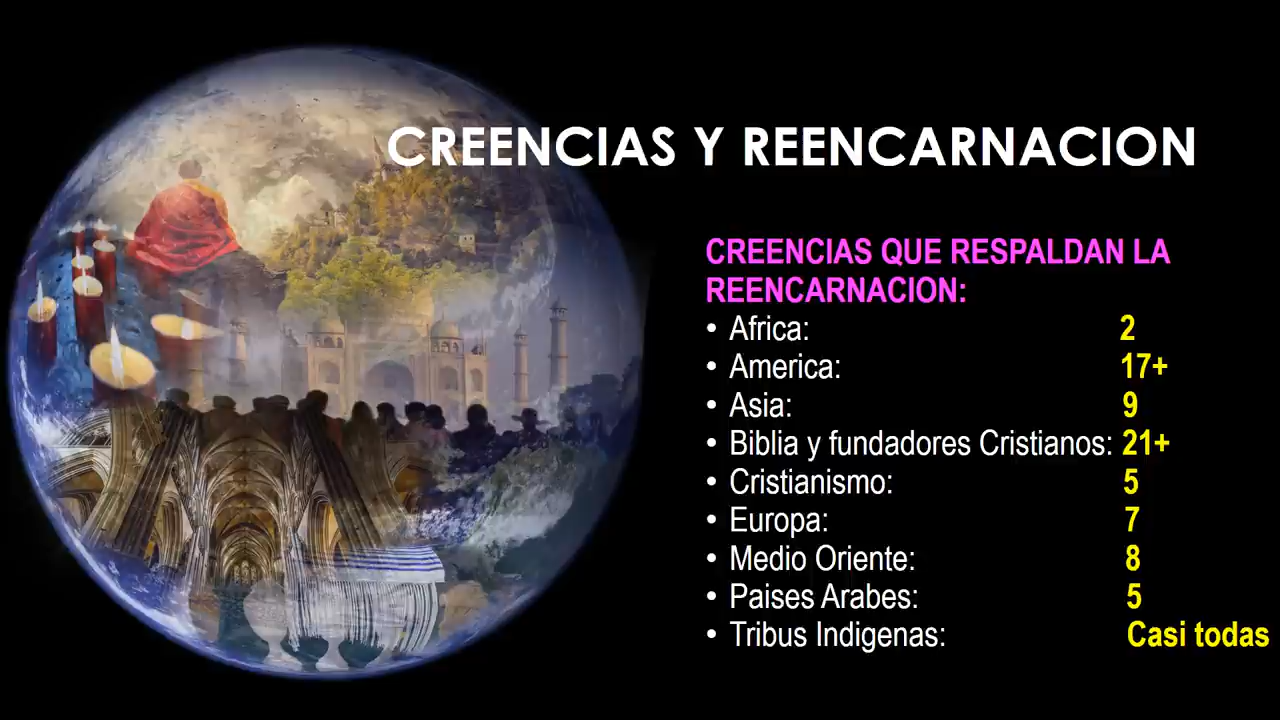 CREENCIAS Y REENCARNACION
CREENCIAS QUE RESPALDAN LA
REENCARNACION:
• Africa: 2
• America: 17+
• Asia: 9
• Biblia y fundadores Cristianos: 21+
• Cristianismo: 5
• Europa: 7
• Medio Oriente: 8
• Paises Arabes: 5
• Tribus Indigenas: Casi todas